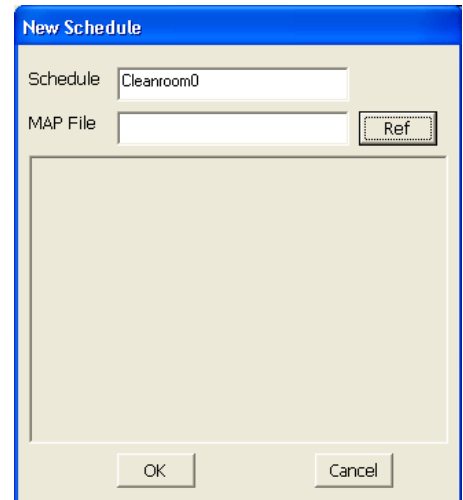 New Schedule
Schedule Cleanroom0
MAP File Ref
OK Cancel